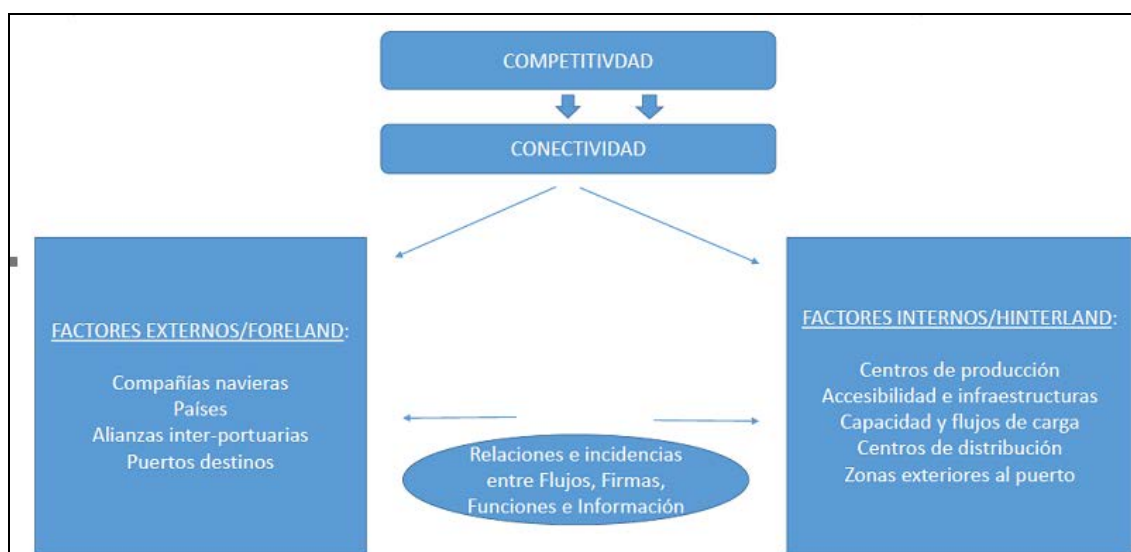 COMPETITIVDAD
CONECTIVIDAD
FACTORES EXTERNOS/FORELAND:
Compañías navieras
Países
Alianzas inter-portuarias
Puertos destinos
Relaciones e incidencias
entre Flujos, Firmas,
Funciones e Información
FACTORES INTERNOS/HINTERLAND:
Centros de producción
Accesibilidad e infraestructuras
Capacidad y flujos de carga
Centros de distribución
Zonas exteriores al puerto